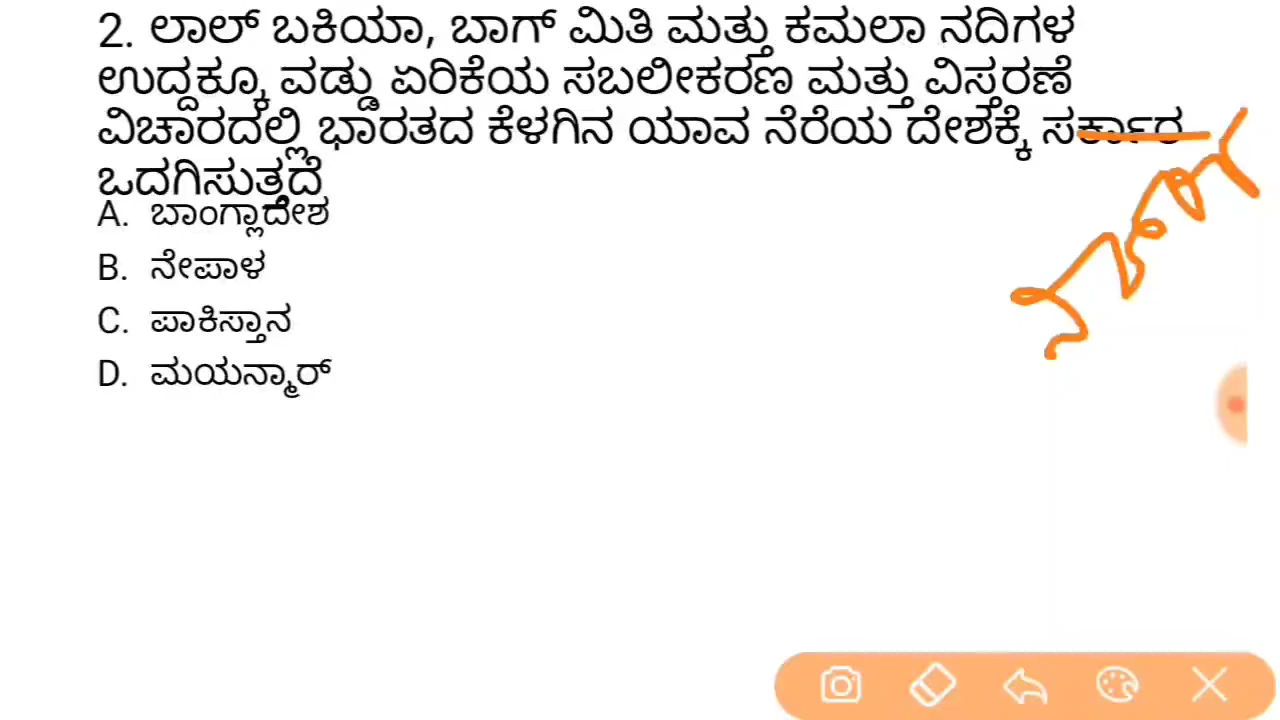 2. ಲಾಲ್ ಬಕಿಯಾ, ಬಾಗ್ ಮಿತಿ ಮತ್ತು ಕಮಲಾ ನದಿಗಳ
ಉದ್ದಕ್ಕೂ ವಡ್ಡು ಏರಿಕೆಯ ಸಬಲೀಕರಣ ಮತ್ತು ವಿಸ್ತರಣೆ
ವಿಚಾರದಲ್ಲಿ ಭಾರತದ ಕೆಳಗಿನ ಯಾವ ನೆರೆಯ ದೇಶಕ್ಕೆ ಸರ್ಕಾರ
ಒದಗಿಸುತ್ತದೆ
A. ಬಾಂಗ್ಲಾದೇಶ
B. ನೇಪಾಳ
C. ಪಾಕಿಸ್ತಾನ
D. ಮಯನ್ಮಾರ್